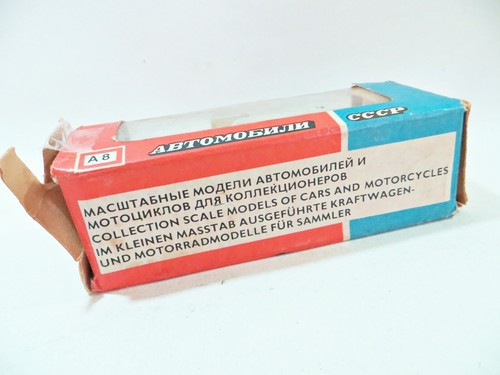 А8
АВТОМОБИЛИ СССР
МАСШТАБНЫЕ МОДЕЛИ АВТОМОБИЛЕЙ И
МОТОЦИКЛОВ ДЛЯ КОЛЛЕКЦИОНЕРОВ
COLLECTION SCALE MODELS OF CARS AND MOTORCYCLES
IM KLEINEN MASSTAB AUSGEFÜHRTE KRAFTWAGEN-
UND MOTORRADMODELLE FÜR SAMMLER